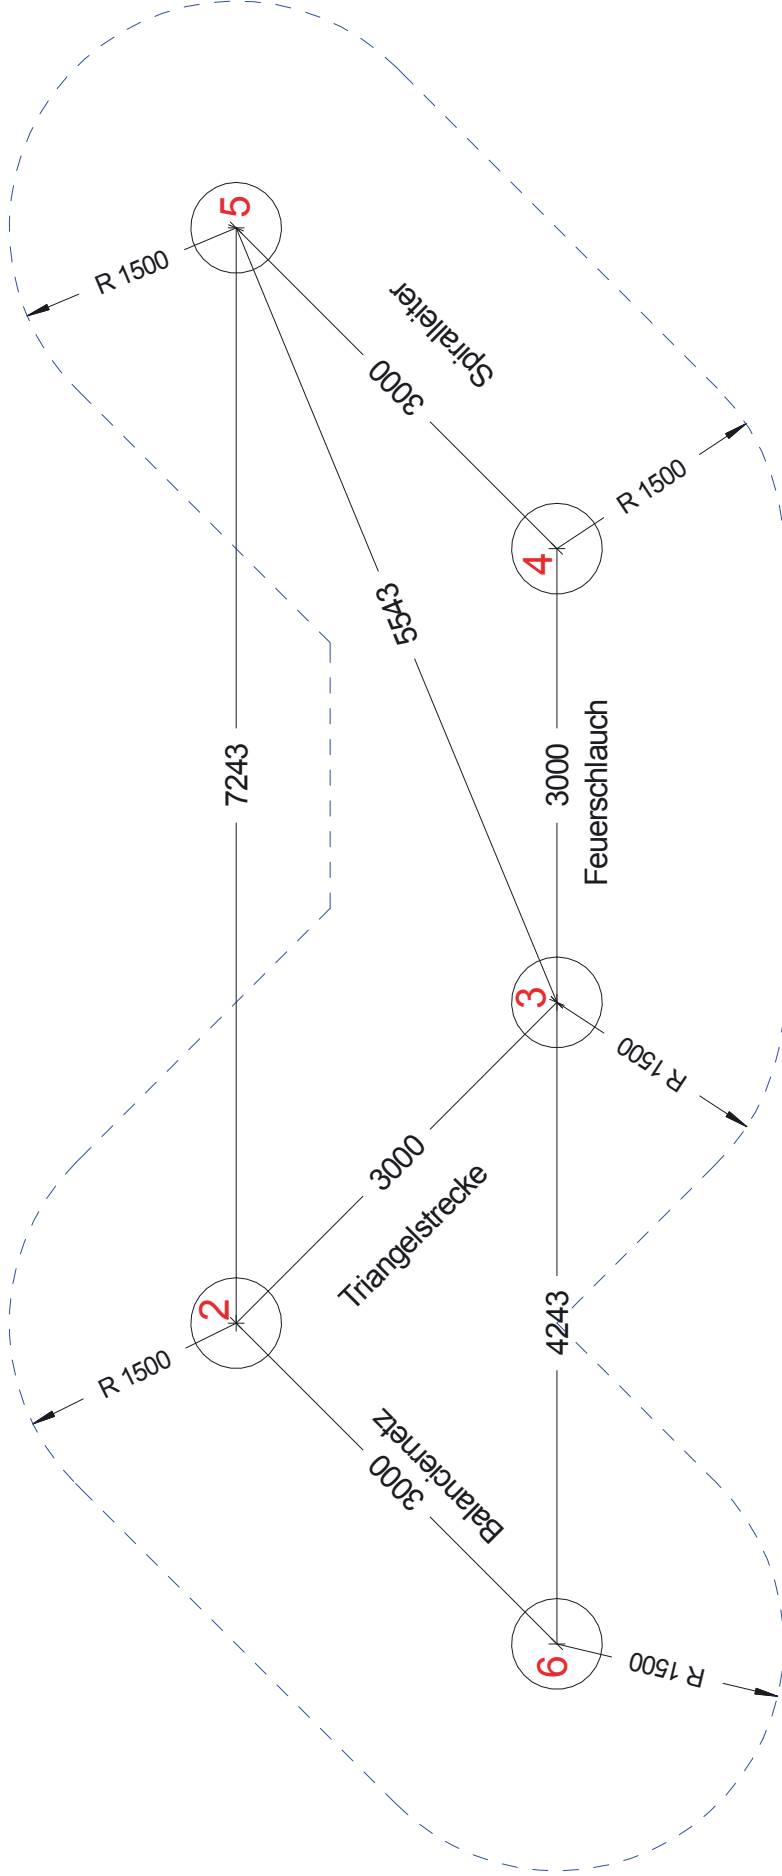 R 1500
R 1500
2
7243
5
3000
Balanciernetz
3000
Triangelstrecke
5543
3000
Spiralleiter
6
4243
3
3000
Feuerschlauch
4
R 1500
R 1500
R 1500